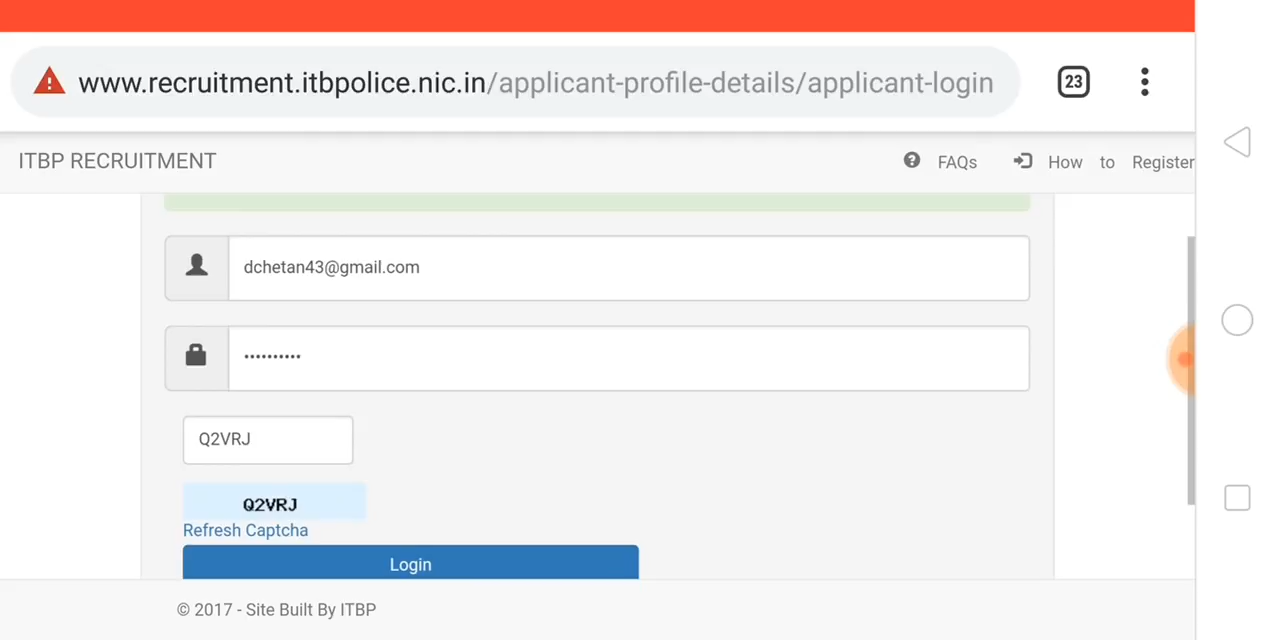 www.recruitment.itbpolice.nic.in/applicant-profile-details/applicant-login
23
ITBP RECRUITMENT
FAQs
How to Register
dchetan43@gmail.com
••••••••••
Q2VRJ
Q2VRJ
Refresh Captcha
Login
© 2017 - Site Built By ITBP